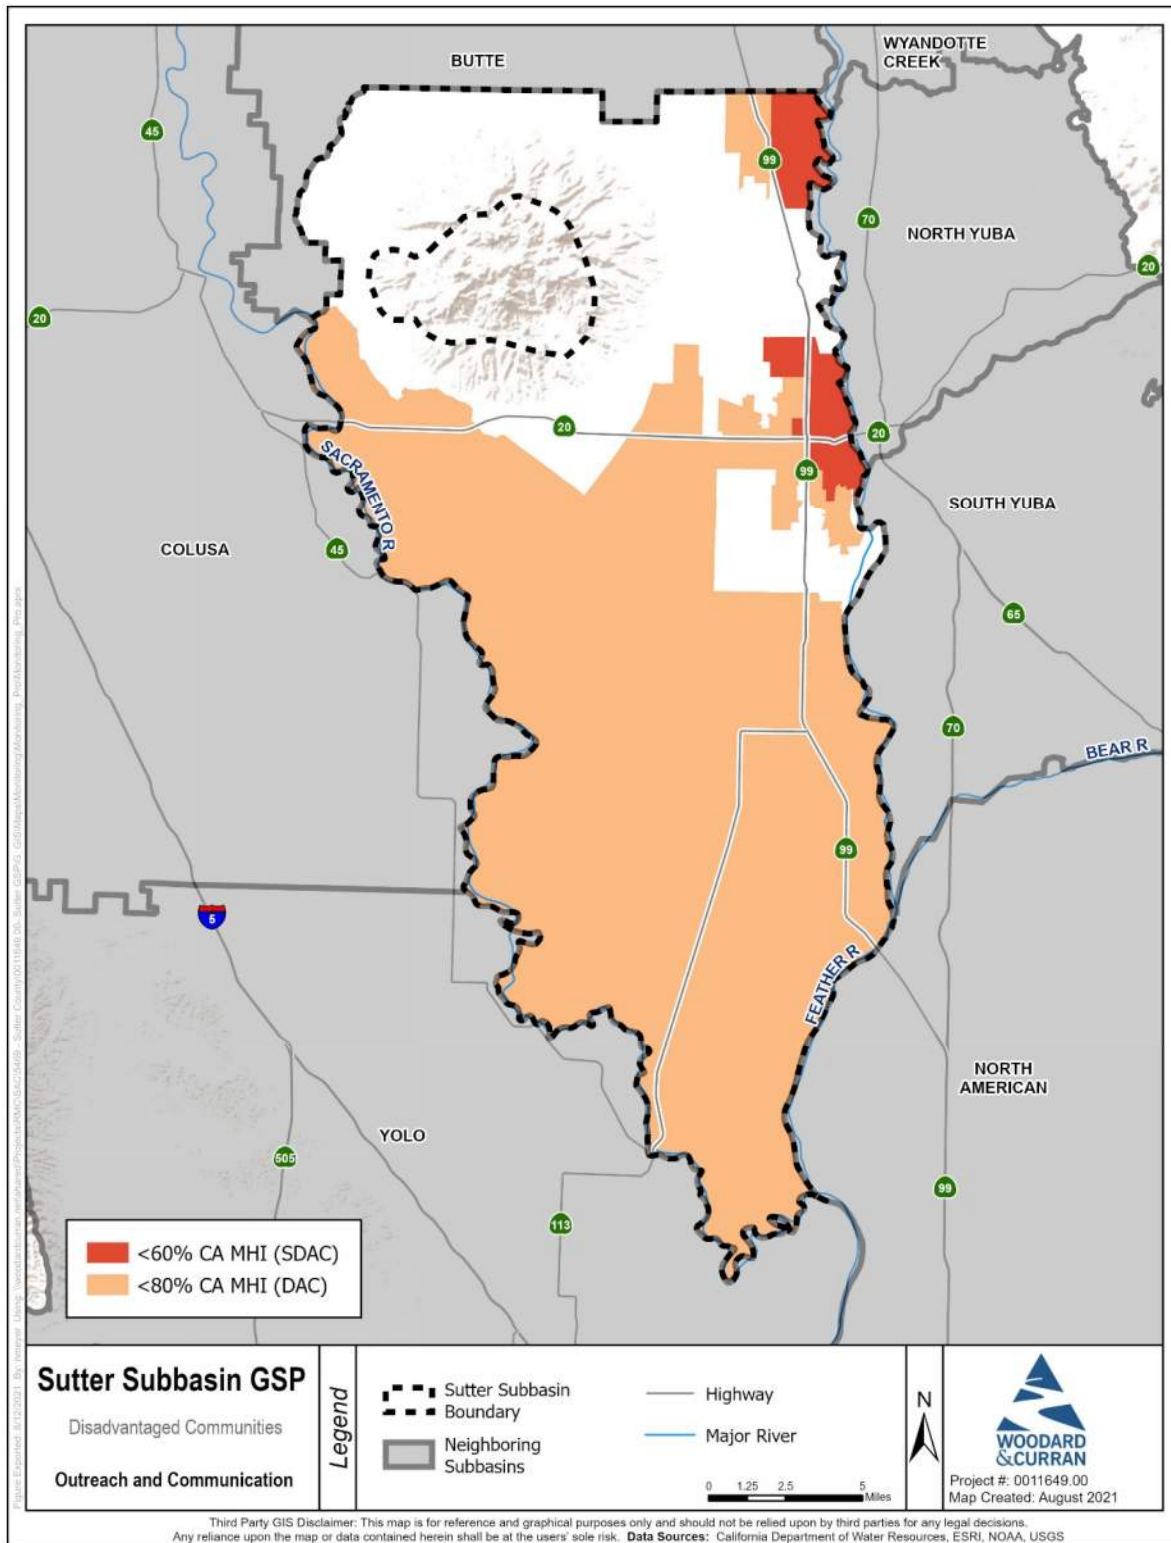 BUTTE
WYANDOTTE
CREEK
45
99
70
NORTH YUBA
20
20
20
20
99
SACRAMENTO R
SOUTH YUBA
COLUSA
45
65
70
BEAR R
99
5
FEATHER R
NORTH
AMERICAN
YOLO
505
99
113
<60% CA MHI (SDAC)
<80% CA MHI (DAC)
Sutter Subbasin GSP
Disadvantaged Communities
Outreach and Communication
Legend
Sutter Subbasin
Boundary
Neighboring
Subbasins
Highway
Major River
0 1.25 2.5 5
Miles
N
WOODARD
&CURRAN
Project #: 0011649.00
Map Created: August 2021
Third Party GIS Disclaimer: This map is for reference and graphical purposes only and should not be relied upon by third parties for any legal decisions.
Any reliance upon the map or data contained herein shall be at the users' sole risk. Data Sources: California Department of Water Resources, ESRI, NOAA, USGS
Figure Exported: 8/12/2021 By: